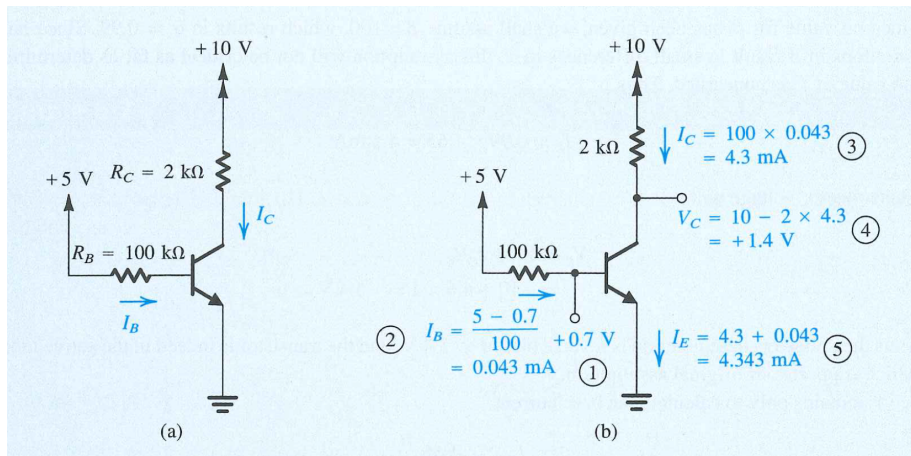 +10 V
R_C = 2 kΩ
+5 V
I_C
R_B = 100 kΩ
I_B
(a)
+10 V
2 kΩ
I_C = 100 × 0.043
= 4.3 mA
3
+5 V
V_C = 10 − 2 × 4.3
= +1.4 V
4
100 kΩ
2
I_B = 5 − 0.7 / 100
= 0.043 mA
+0.7 V
1
I_E = 4.3 + 0.043
= 4.343 mA
5
(b)